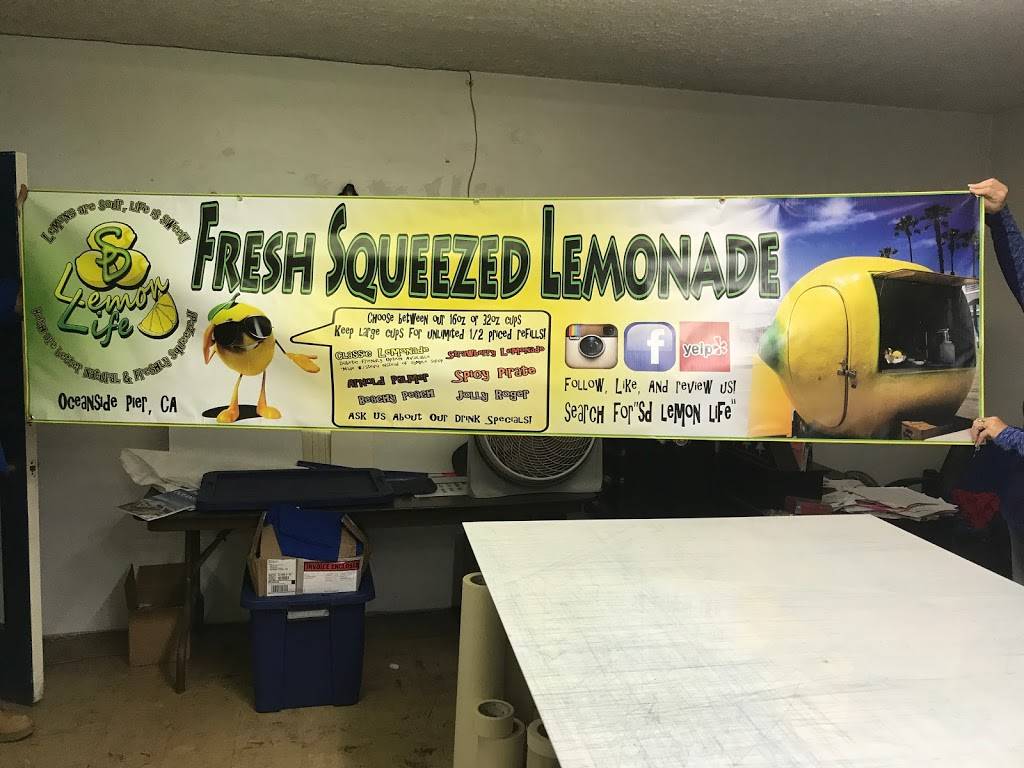 Lemons are sour, Life is sweet!
SD
Lemon
Life
Oceanside Pier, CA
Fresh Squeezed Lemonade
Choose between our 16oz or 32oz cups
Keep large cups for unlimited 1/2 priced refills!
Classic Lemonade
Strawberry Lemonade
Arnold Palmer
Spicy Pirate
Beachy Peach
Jolly Roger
Ask Us About Our Drink Specials!
f
yelp
Follow, Like, and review us!
Search for "Sd Lemon Life"
INVOICE ENCLOSED